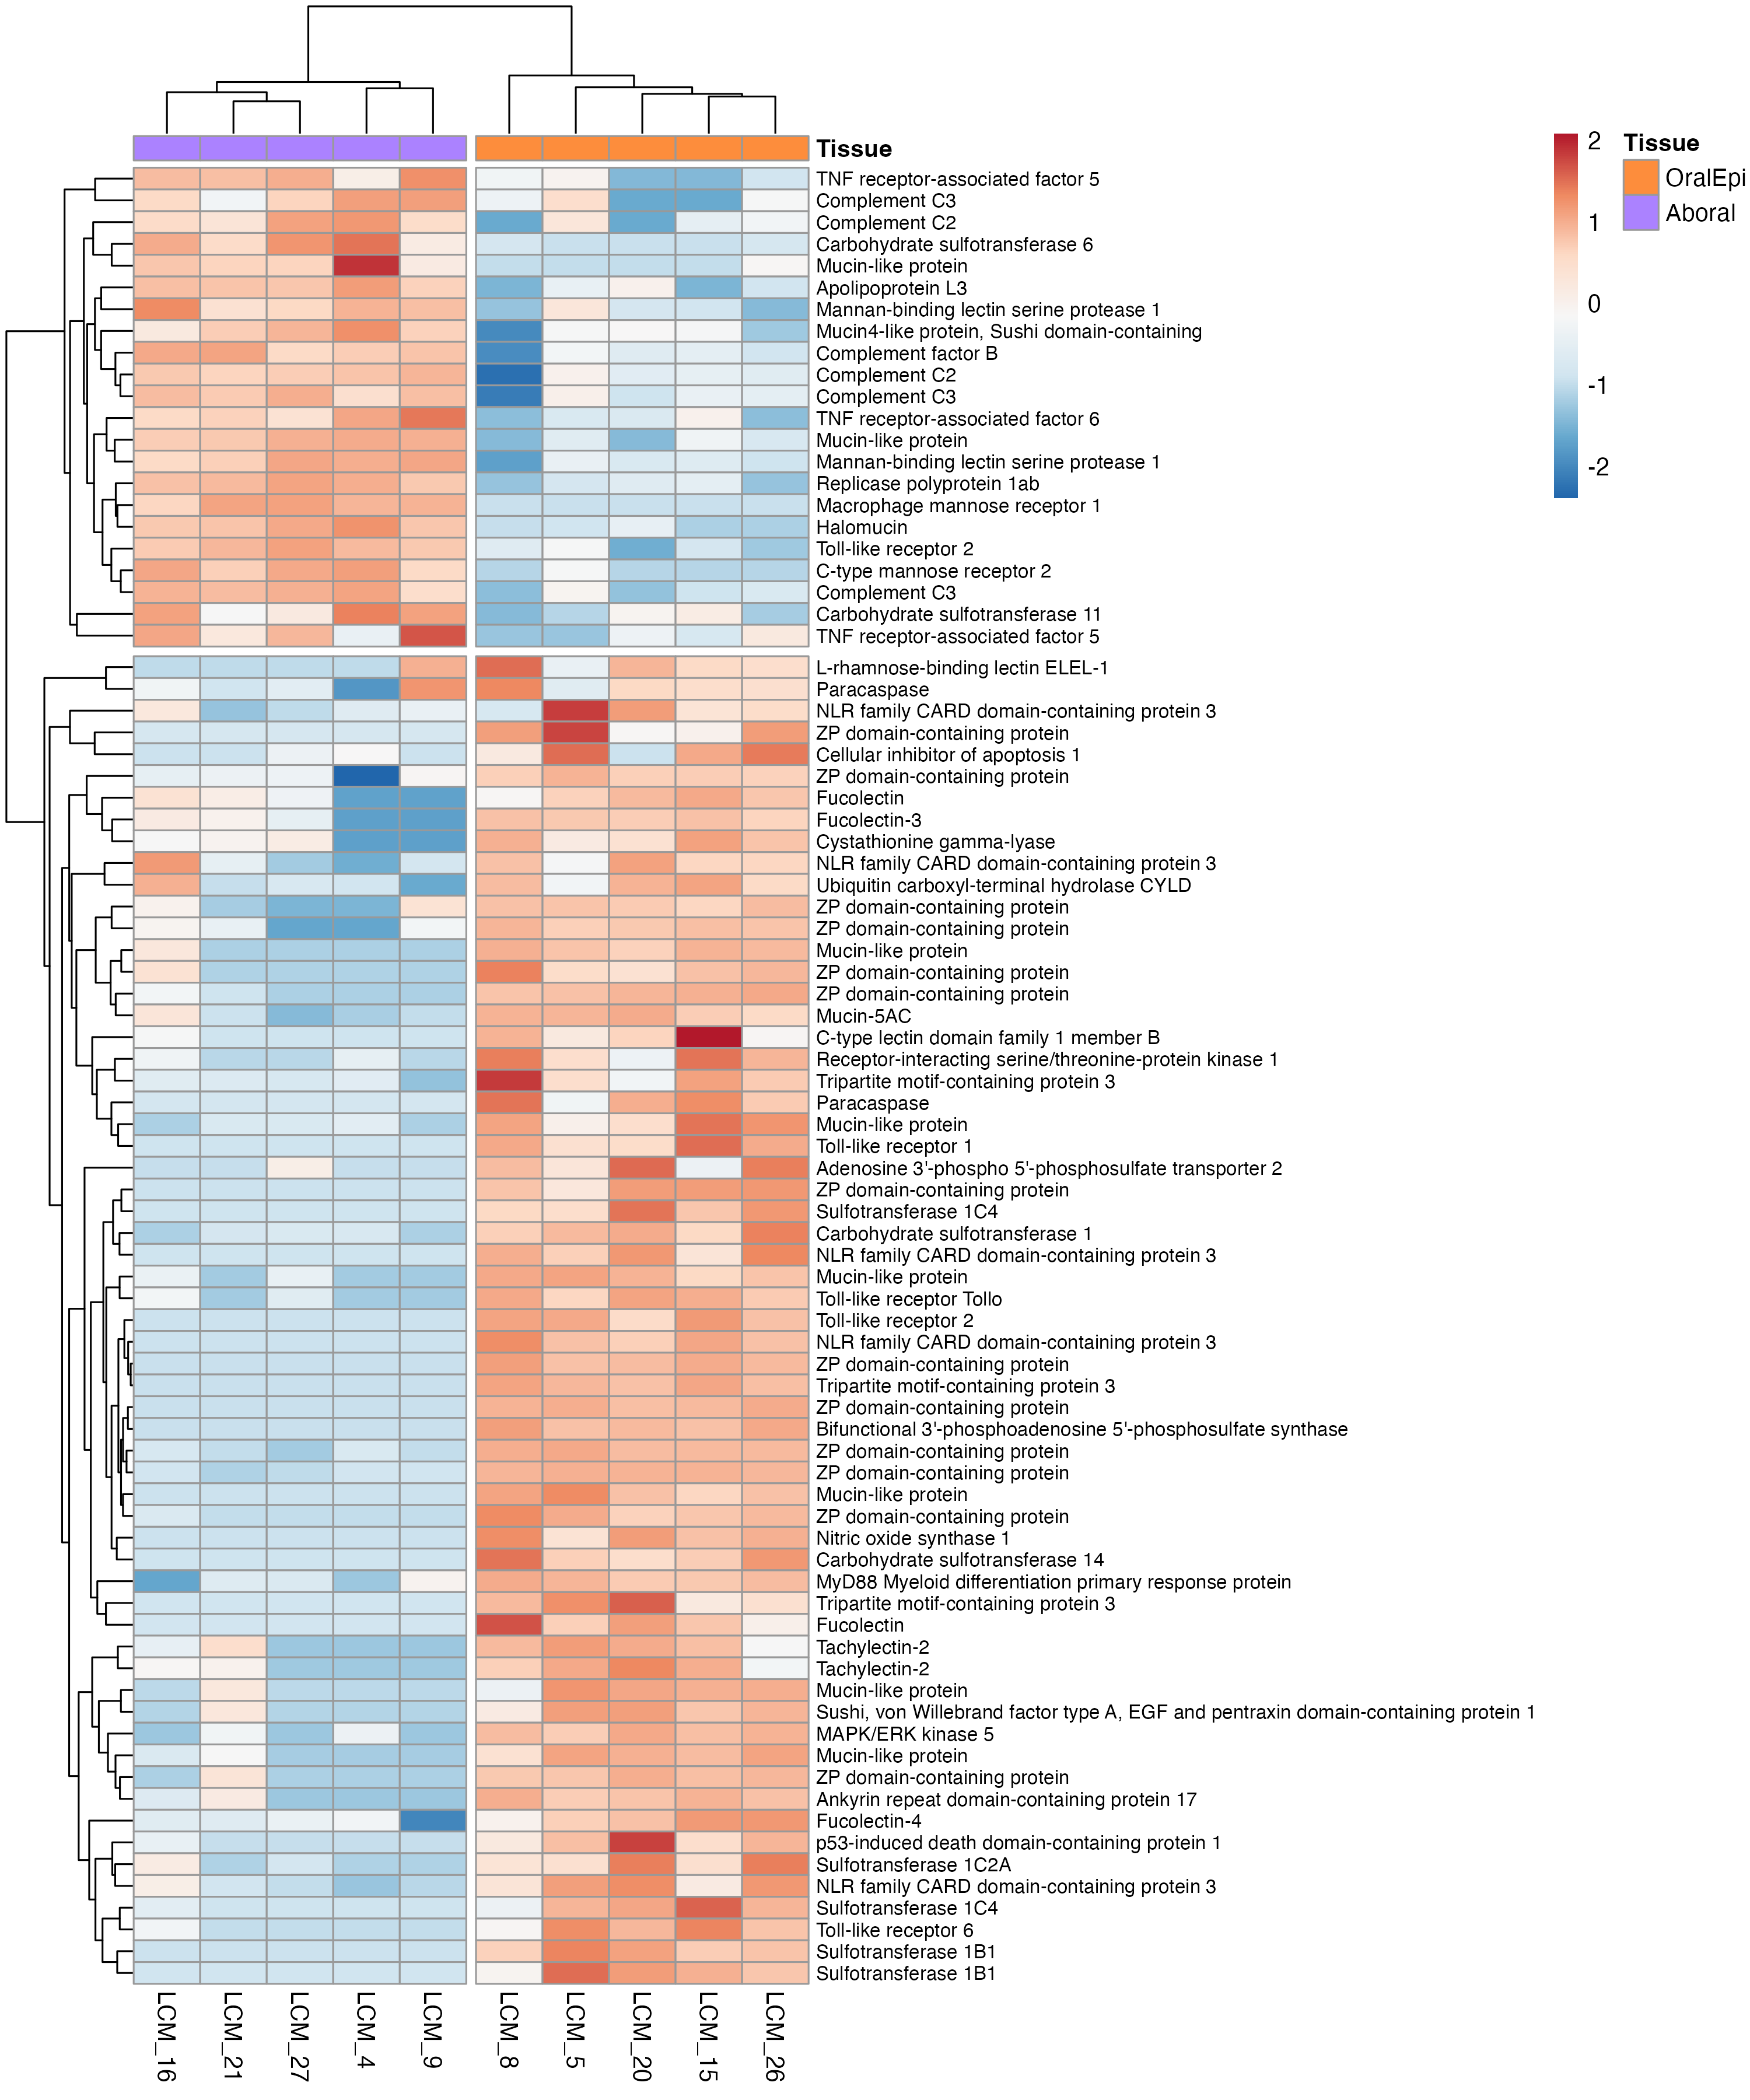 Tissue
TNF receptor-associated factor 5
Complement C3
Complement C2
Carbohydrate sulfotransferase 6
Mucin-like protein
Apolipoprotein L3
Mannan-binding lectin serine protease 1
Mucin4-like protein, Sushi domain-containing
Complement factor B
Complement C2
Complement C3
TNF receptor-associated factor 6
Mucin-like protein
Mannan-binding lectin serine protease 1
Replicase polyprotein 1ab
Macrophage mannose receptor 1
Halomucin
Toll-like receptor 2
C-type mannose receptor 2
Complement C3
Carbohydrate sulfotransferase 11
TNF receptor-associated factor 5
L-rhamnose-binding lectin ELEL-1
Paracaspase
NLR family CARD domain-containing protein 3
ZP domain-containing protein
Cellular inhibitor of apoptosis 1
ZP domain-containing protein
Fucolectin
Fucolectin-3
Cystathionine gamma-lyase
NLR family CARD domain-containing protein 3
Ubiquitin carboxyl-terminal hydrolase CYLD
ZP domain-containing protein
ZP domain-containing protein
Mucin-like protein
ZP domain-containing protein
ZP domain-containing protein
Mucin-5AC
C-type lectin domain family 1 member B
Receptor-interacting serine/threonine-protein kinase 1
Tripartite motif-containing protein 3
Paracaspase
Mucin-like protein
Toll-like receptor 1
Adenosine 3'-phospho 5'-phosphosulfate transporter 2
ZP domain-containing protein
Sulfotransferase 1C4
Carbohydrate sulfotransferase 1
NLR family CARD domain-containing protein 3
Mucin-like protein
Toll-like receptor Tollo
Toll-like receptor 2
NLR family CARD domain-containing protein 3
ZP domain-containing protein
Tripartite motif-containing protein 3
ZP domain-containing protein
Bifunctional 3'-phosphoadenosine 5'-phosphosulfate synthase
ZP domain-containing protein
ZP domain-containing protein
Mucin-like protein
ZP domain-containing protein
Nitric oxide synthase 1
Carbohydrate sulfotransferase 14
MyD88 Myeloid differentiation primary response protein
Tripartite motif-containing protein 3
Fucolectin
Tachylectin-2
Tachylectin-2
Mucin-like protein
Sushi, von Willebrand factor type A, EGF and pentraxin domain-containing protein 1
MAPK/ERK kinase 5
Mucin-like protein
ZP domain-containing protein
Ankyrin repeat domain-containing protein 17
Fucolectin-4
p53-induced death domain-containing protein 1
Sulfotransferase 1C2A
NLR family CARD domain-containing protein 3
Sulfotransferase 1C4
Toll-like receptor 6
Sulfotransferase 1B1
Sulfotransferase 1B1
LCM_16
LCM_21
LCM_27
LCM_4
LCM_9
LCM_8
LCM_5
LCM_20
LCM_15
LCM_26
2
1
0
-1
-2
Tissue
OralEpi
Aboral